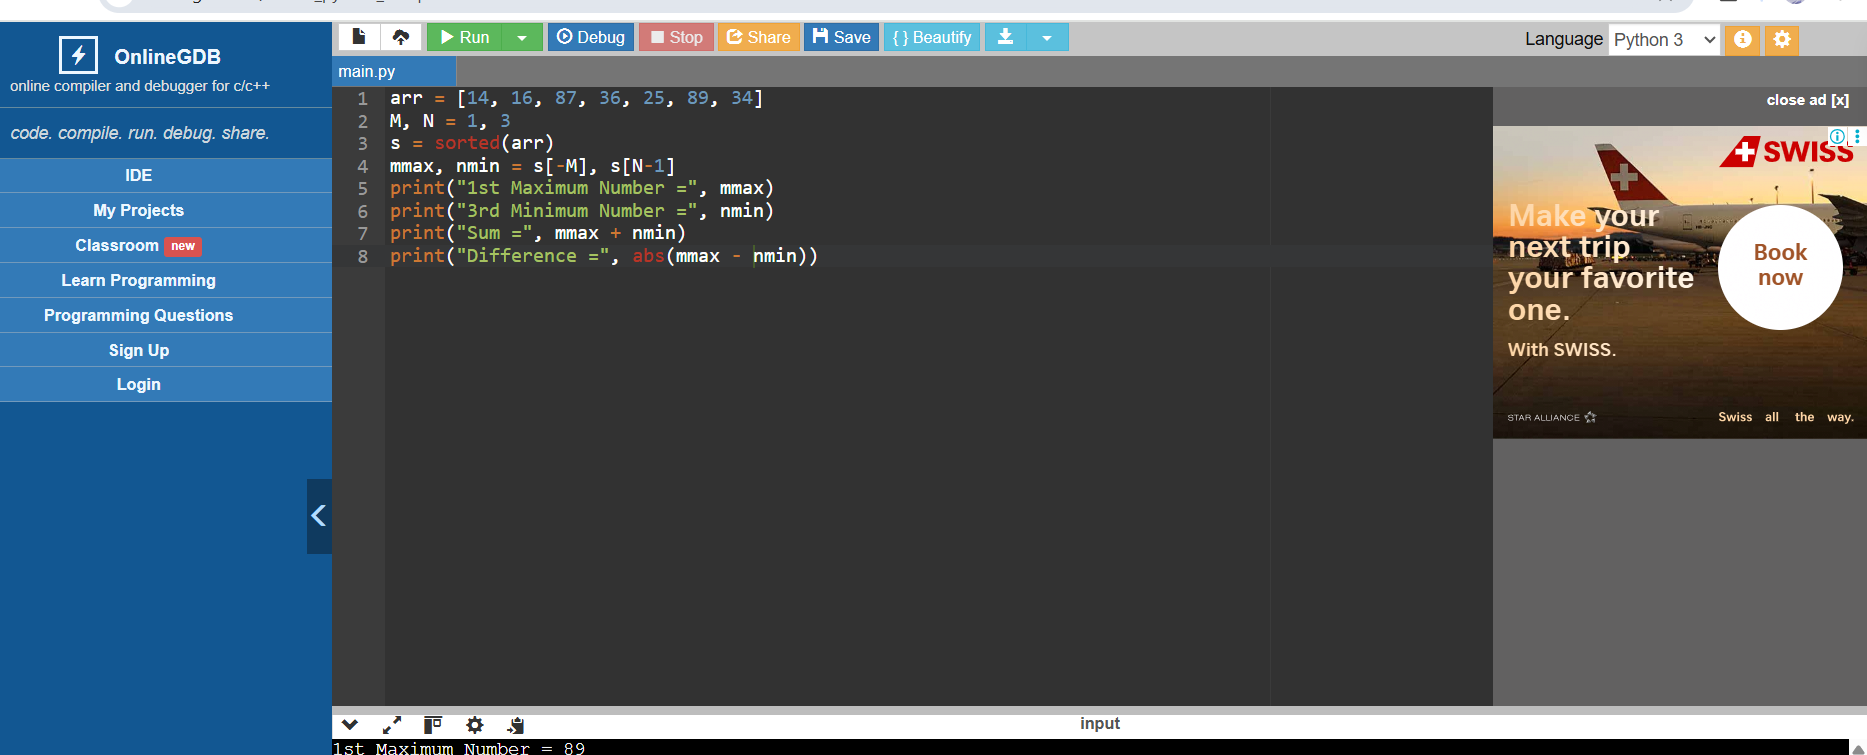 OnlineGDB
online compiler and debugger for c/c++
code. compile. run. debug. share.
IDE
My Projects
Classroom new
Learn Programming
Programming Questions
Sign Up
Login
Run Debug Stop Share Save { } Beautify
Language Python 3
main.py
1 arr = [14, 16, 87, 36, 25, 89, 34]
2 M, N = 1, 3
3 s = sorted(arr)
4 mmax, nmin = s[-M], s[N-1]
5 print("1st Maximum Number =", mmax)
6 print("3rd Minimum Number =", nmin)
7 print("Sum =", mmax + nmin)
8 print("Difference =", abs(mmax - nmin))
close ad [x]
SWISS
Make your
next trip
your favorite
one.
With SWISS.
Book
now
STAR ALLIANCE
Swiss all the way.
input
1st Maximum Number = 89